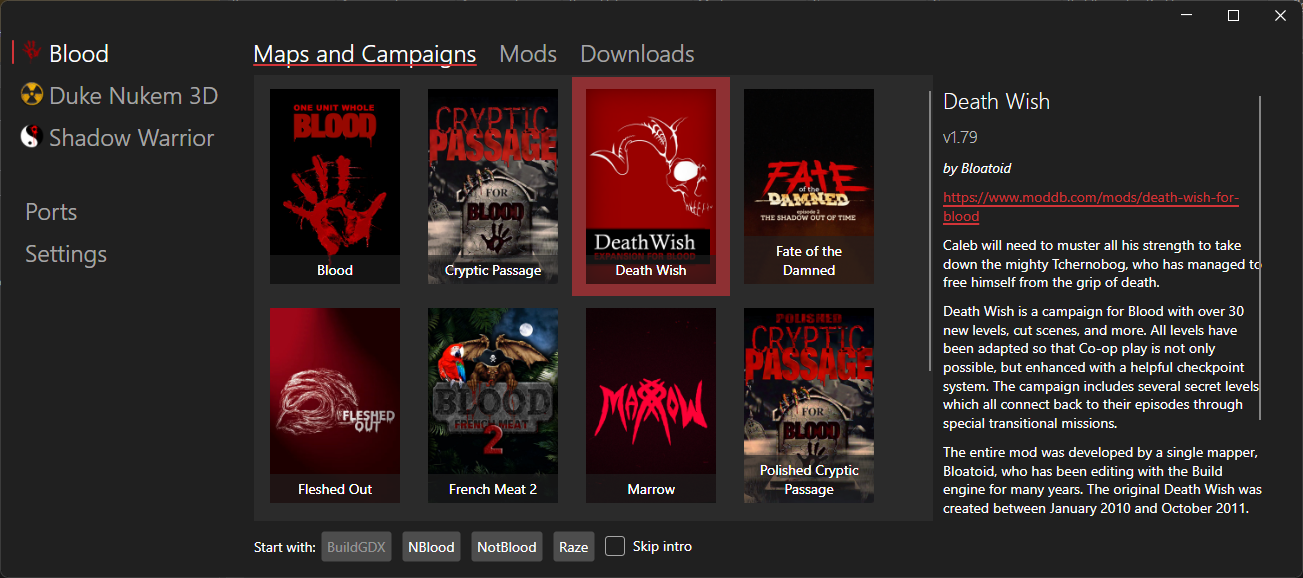 Blood
Duke Nukem 3D
Shadow Warrior
Ports
Settings
Maps and Campaigns Mods Downloads
ONE UNIT WHOLE
BLOOD
Blood
CRYPTIC
PASSAGE
FOR
BLOOD
Cryptic Passage
DeathWish
EXPANSION FOR BLOOD
Death Wish
FATE
of the
DAMNED
episode 2
THE SHADOW OUT OF TIME
Fate of the
Damned
FLESHED
OUT
Fleshed Out
BLOOD
FRENCH MEAT
2
French Meat 2
MARROW
Marrow
POLISHED
CRYPTIC
PASSAGE
FOR
BLOOD
Polished Cryptic
Passage
Start with: BuildGDX NBlood NotBlood Raze Skip intro
Death Wish
v1.79
by Bloatoid
https://www.moddb.com/mods/death-wish-for-
blood
Caleb will need to muster all his strength to take
down the mighty Tchernobog, who has managed to
free himself from the grip of death.
Death Wish is a campaign for Blood with over 30
new levels, cut scenes, and more. All levels have
been adapted so that Co-op play is not only
possible, but enhanced with a helpful checkpoint
system. The campaign includes several secret levels
which all connect back to their episodes through
special transitional missions.
The entire mod was developed by a single mapper,
Bloatoid, who has been editing with the Build
engine for many years. The original Death Wish was
created between January 2010 and October 2011.